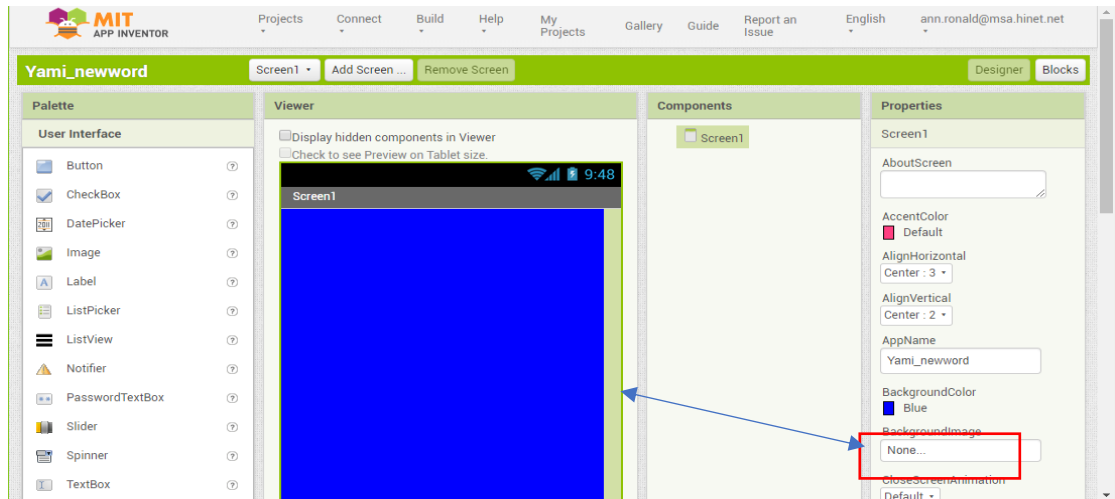 MIT
APP INVENTOR
Projects Connect Build Help My Projects Gallery Guide Report an Issue English ann.ronald@msa.hinet.net
Yami_newword Screen1 Add Screen ... Remove Screen Designer Blocks
Palette
User Interface
Button
CheckBox
DatePicker
Image
Label
ListPicker
ListView
Notifier
PasswordTextBox
Slider
Spinner
TextBox
Viewer
Display hidden components in Viewer
Check to see Preview on Tablet size.
9:48
Screen1
Components
Screen1
Properties
Screen1
AboutScreen
AccentColor
Default
AlignHorizontal
Center : 3
AlignVertical
Center : 2
AppName
Yami_newword
BackgroundColor
Blue
BackgroundImage
None...
CloseScreenAnimation
Default